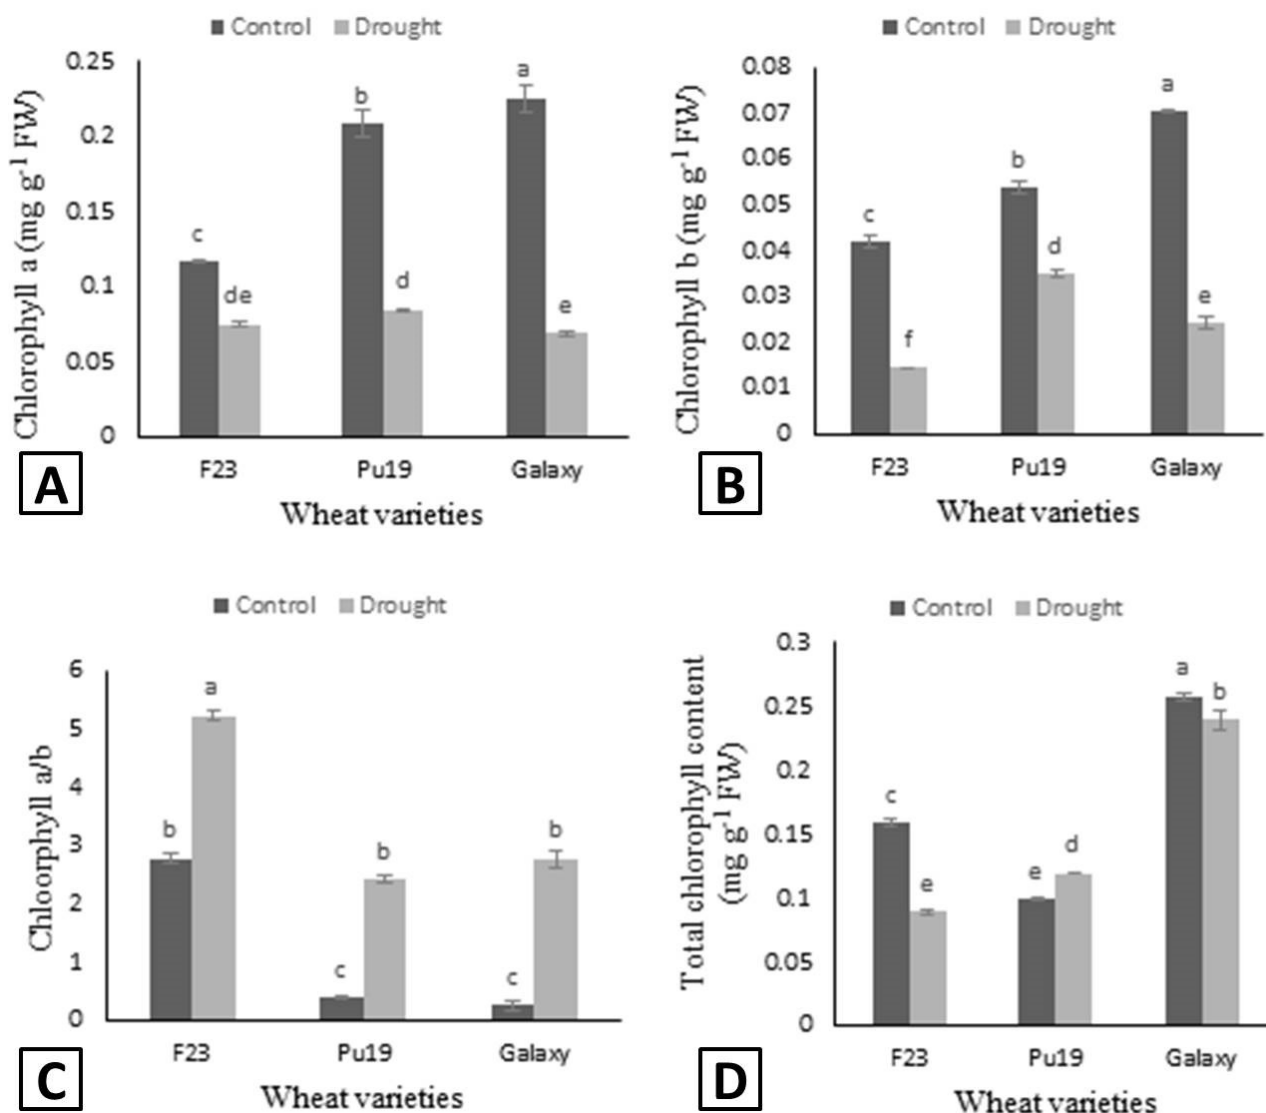 Control Drought
Chlorophyll a (mg g-1 FW)
0.25
0.2
0.15
0.1
0.05
0
c
de
b
d
a
e
F23 Pu19 Galaxy
Wheat varieties
A
Control Drought
Chlorophyll b (mg g-1 FW)
0.08
0.07
0.06
0.05
0.04
0.03
0.02
0.01
0
c
f
b
d
a
e
F23 Pu19 Galaxy
Wheat varieties
B
Control Drought
Chloorphyll a/b
6
5
4
3
2
1
0
b
a
c
b
c
b
F23 Pu19 Galaxy
Wheat varieties
C
Control Drought
Total chlorophyll content
(mg g-1 FW)
0.3
0.25
0.2
0.15
0.1
0.05
0
c
e
e
d
a
b
F23 Pu19 Galaxy
Wheat varieties
D